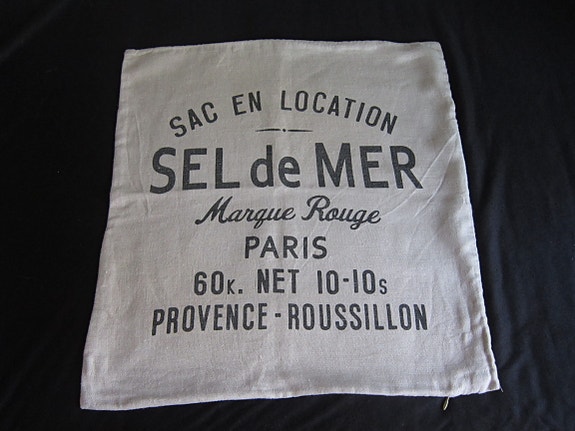 SAC EN LOCATION
SEL de MER
Marque Rouge
PARIS
60K. NET 10-10s
PROVENCE-ROUSSILLON